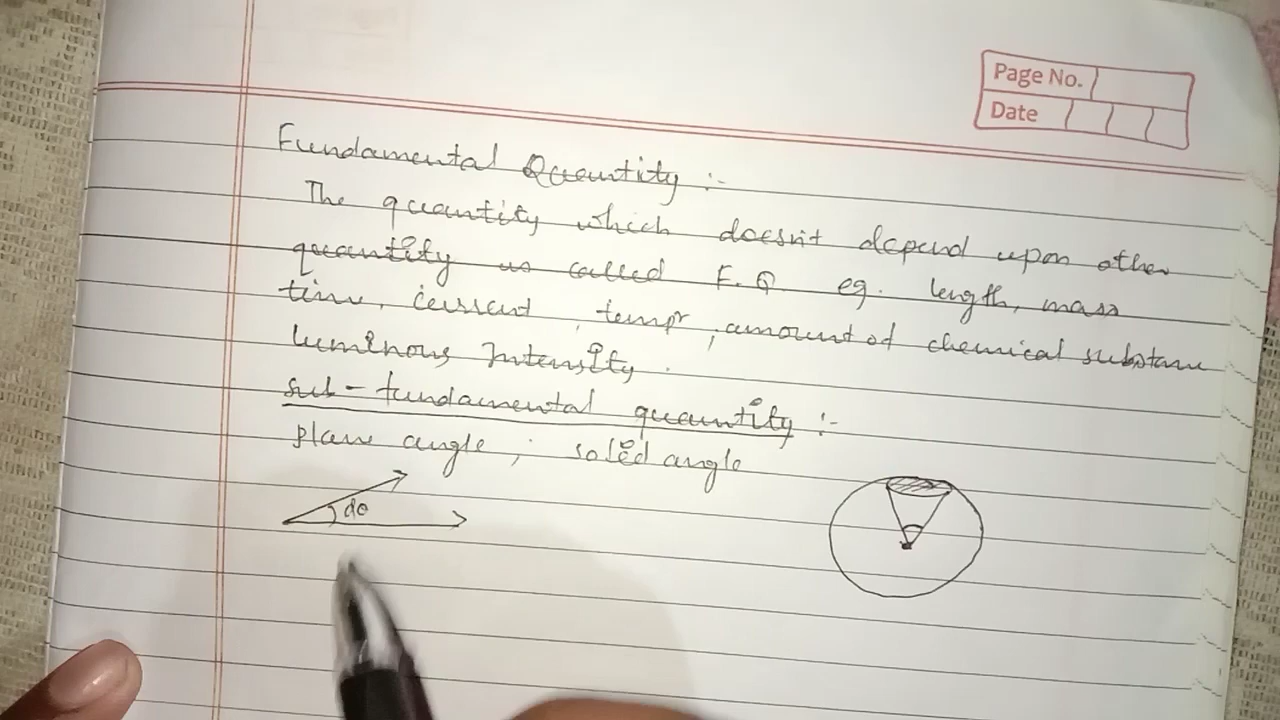 Page No.
Date
Fundamental Quantity :-
The quantity which doesn't depend upon other
quantity is called F.Q. eg. length, mass
time, current, tempr, amount of chemical substance
luminous Intensity.
sub-fundamental quantity :-
plane angle ; solid angle
dθ